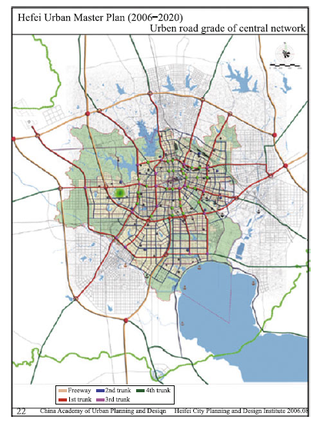 Hefei Urban Master Plan (2006-2020)
Urben road grade of central network
Freeway 2nd trunk 4th trunk
1st trunk 3rd trunk
22 China Academy of Urban Planning and Design Heifei City Planning and Design Institute 2006.08